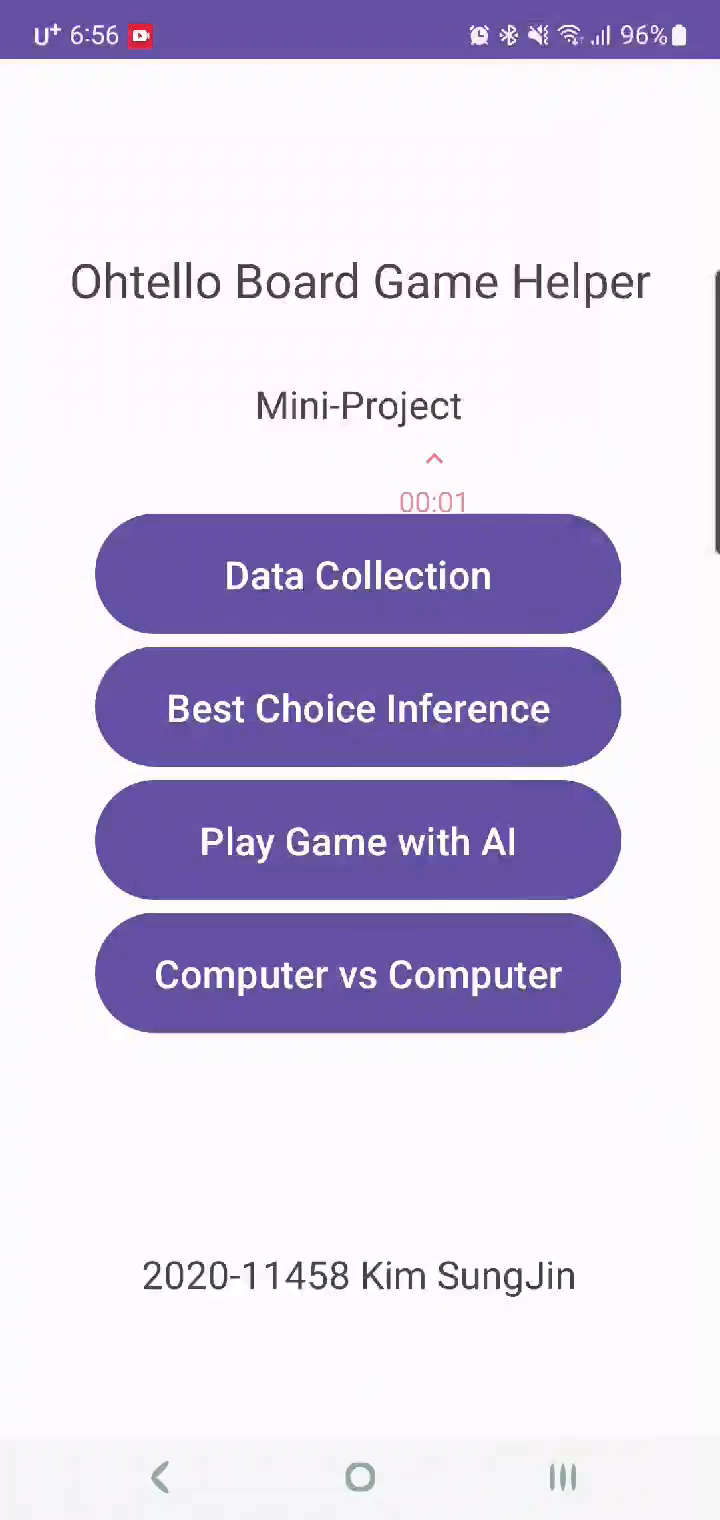 U+ 6:56 96%
Ohtello Board Game Helper
Mini-Project
00:01
Data Collection
Best Choice Inference
Play Game with AI
Computer vs Computer
2020-11458 Kim SungJin